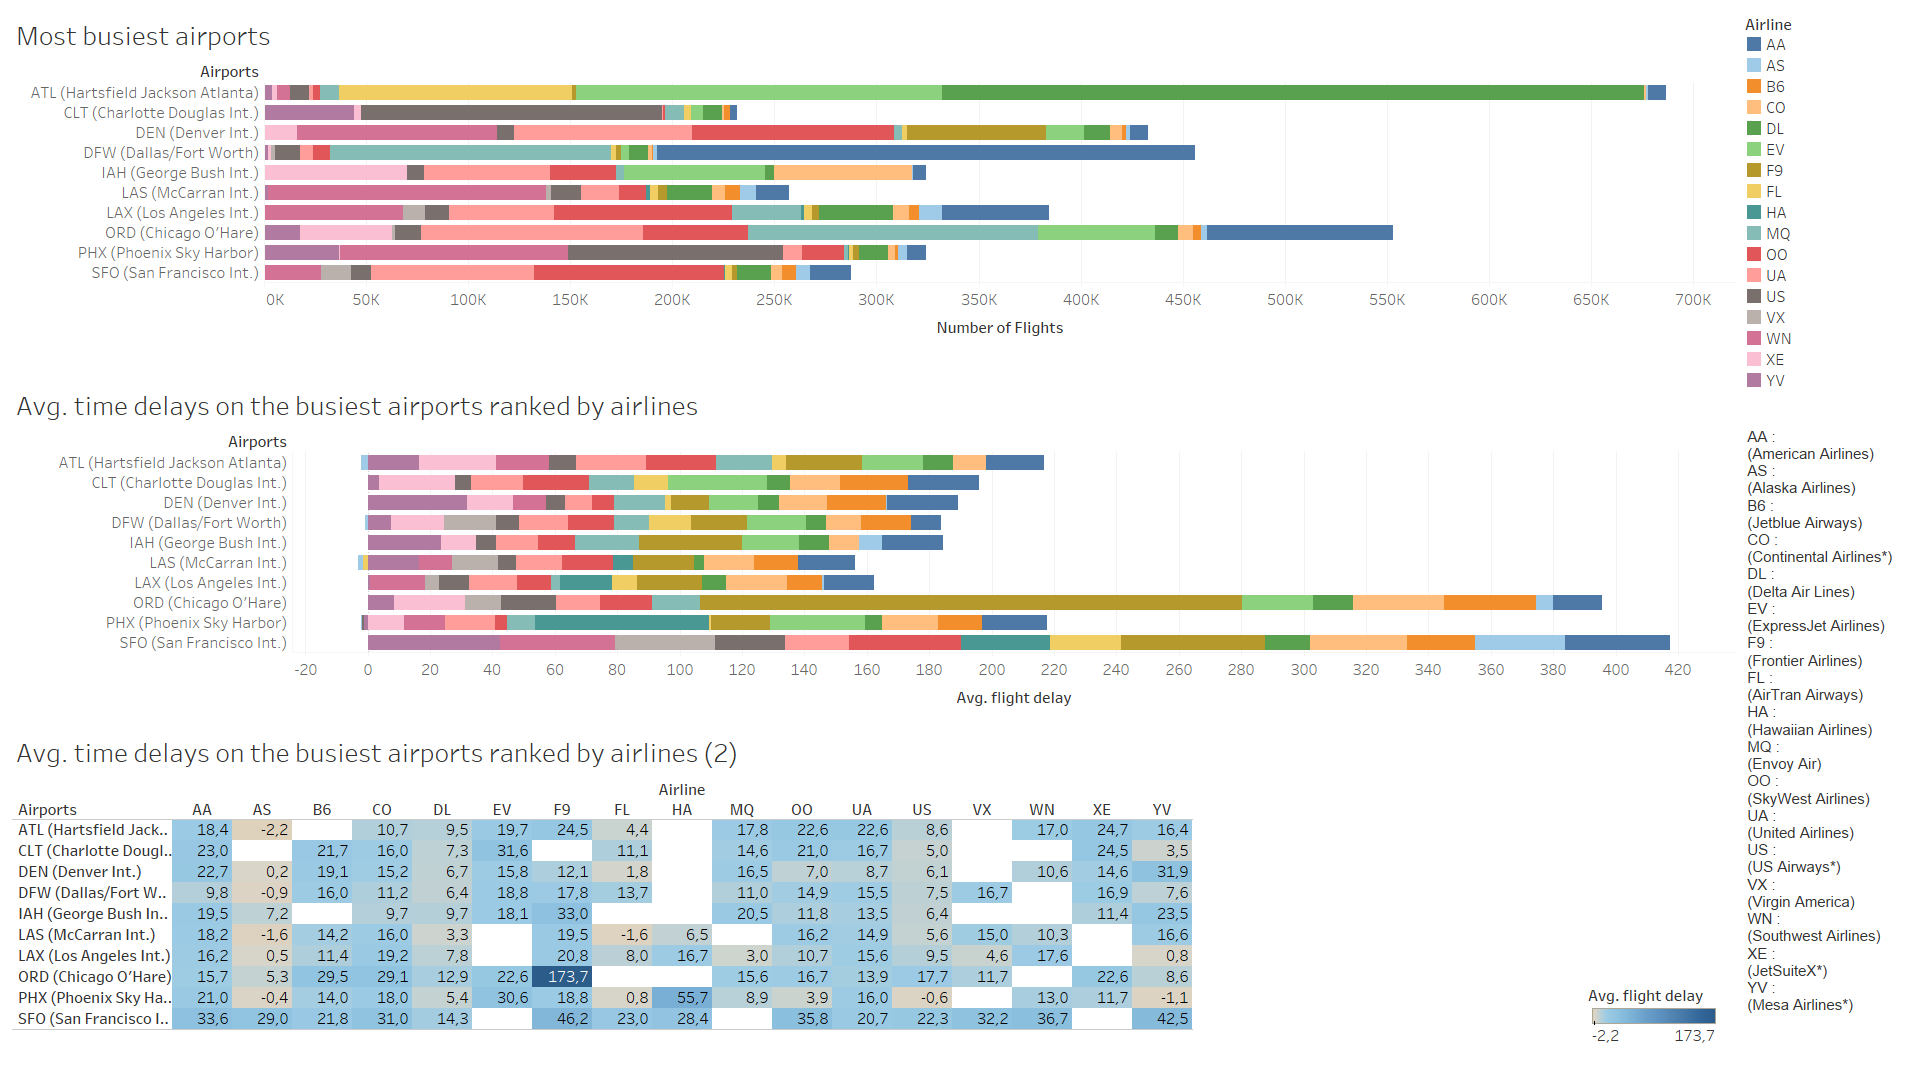 Most busiest airports
Airports
ATL (Hartsfield Jackson Atlanta)
CLT (Charlotte Douglas Int.)
DEN (Denver Int.)
DFW (Dallas/Fort Worth)
IAH (George Bush Int.)
LAS (McCarran Int.)
LAX (Los Angeles Int.)
ORD (Chicago O'Hare)
PHX (Phoenix Sky Harbor)
SFO (San Francisco Int.)
0K 50K 100K 150K 200K 250K 300K 350K 400K 450K 500K 550K 600K 650K 700K
Number of Flights
Airline
AA
AS
B6
CO
DL
EV
F9
FL
HA
MQ
OO
UA
US
VX
WN
XE
YV
Avg. time delays on the busiest airports ranked by airlines
Airports
ATL (Hartsfield Jackson Atlanta)
CLT (Charlotte Douglas Int.)
DEN (Denver Int.)
DFW (Dallas/Fort Worth)
IAH (George Bush Int.)
LAS (McCarran Int.)
LAX (Los Angeles Int.)
ORD (Chicago O'Hare)
PHX (Phoenix Sky Harbor)
SFO (San Francisco Int.)
-20 0 20 40 60 80 100 120 140 160 180 200 220 240 260 280 300 320 340 360 380 400 420
Avg. flight delay
AA :
(American Airlines)
AS :
(Alaska Airlines)
B6 :
(Jetblue Airways)
CO :
(Continental Airlines*)
DL :
(Delta Air Lines)
EV :
(ExpressJet Airlines)
F9 :
(Frontier Airlines)
FL :
(AirTran Airways)
HA :
(Hawaiian Airlines)
MQ :
(Envoy Air)
OO :
(SkyWest Airlines)
UA :
(United Airlines)
US :
(US Airways*)
VX :
(Virgin America)
WN :
(Southwest Airlines)
XE :
(JetSuiteX*)
YV :
(Mesa Airlines*)
Avg. time delays on the busiest airports ranked by airlines (2)
Airline
Airports AA AS B6 CO DL EV F9 FL HA MQ OO UA US VX WN XE YV
ATL (Hartsfield Jack.. 18,4 -2,2 10,7 9,5 19,7 24,5 4,4 17,8 22,6 22,6 8,6 17,0 24,7 16,4
CLT (Charlotte Dougl.. 23,0 21,7 16,0 7,3 31,6 11,1 14,6 21,0 16,7 5,0 24,5 3,5
DEN (Denver Int.) 22,7 0,2 19,1 15,2 6,7 15,8 12,1 1,8 16,5 7,0 8,7 6,1 10,6 14,6 31,9
DFW (Dallas/Fort W.. 9,8 -0,9 16,0 11,2 6,4 18,8 17,8 13,7 11,0 14,9 15,5 7,5 16,7 16,9 7,6
IAH (George Bush In.. 19,5 7,2 9,7 9,7 18,1 33,0 20,5 11,8 13,5 6,4 11,4 23,5
LAS (McCarran Int.) 18,2 -1,6 14,2 16,0 3,3 19,5 -1,6 6,5 16,2 14,9 5,6 15,0 10,3 16,6
LAX (Los Angeles Int.) 16,2 0,5 11,4 19,2 7,8 20,8 8,0 16,7 3,0 10,7 15,6 9,5 4,6 17,6 0,8
ORD (Chicago O'Hare) 15,7 5,3 29,5 29,1 12,9 22,6 173,7 15,6 16,7 13,9 17,7 11,7 22,6 8,6
PHX (Phoenix Sky Ha.. 21,0 -0,4 14,0 18,0 5,4 30,6 18,8 0,8 55,7 8,9 3,9 16,0 -0,6 13,0 11,7 -1,1
SFO (San Francisco I.. 33,6 29,0 21,8 31,0 14,3 46,2 23,0 28,4 35,8 20,7 22,3 32,2 36,7 42,5
Avg. flight delay
-2,2 173,7